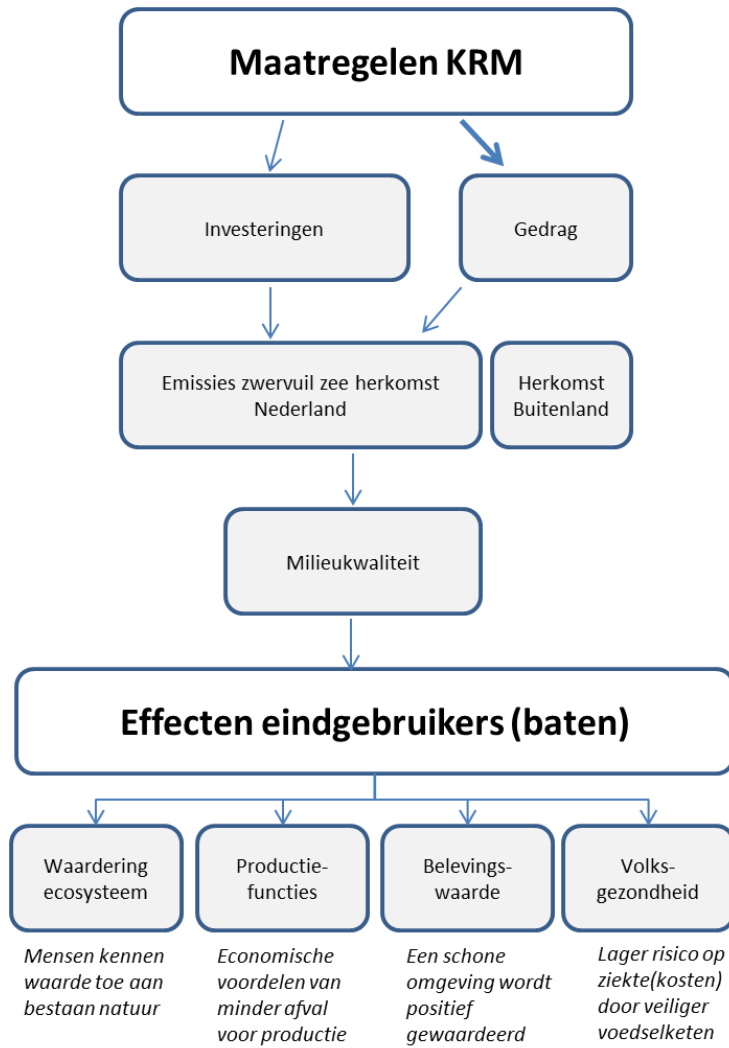 Maatregelen KRM
Investeringen
Gedrag
Emissies zwervuil zee herkomst
Nederland
Herkomst
Buitenland
Milieukwaliteit
Effecten eindgebruikers (baten)
Waardering
ecosysteem
Productie-
functies
Belevings-
waarde
Volks-
gezondheid
Mensen kennen
waarde toe aan
bestaan natuur
Economische
voordelen van
minder afval
voor productie
Een schone
omgeving wordt
positief
gewaardeerd
Lager risico op
ziekte(kosten)
door veiliger
voedselketen